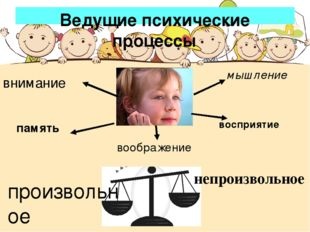 Ведущие психические
процессы
внимание
мышление
память
восприятие
воображение
непроизвольное
произвольн
ое